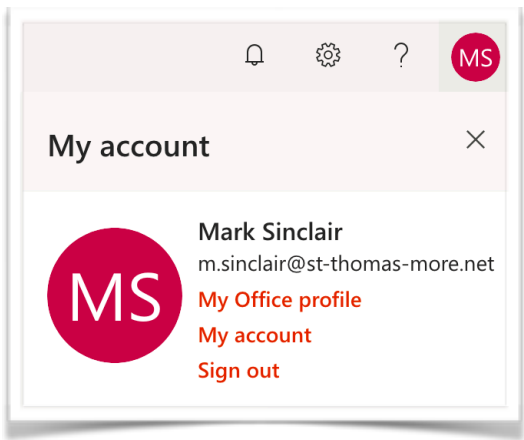 MS
My account
MS
Mark Sinclair
m.sinclair@st-thomas-more.net
My Office profile
My account
Sign out